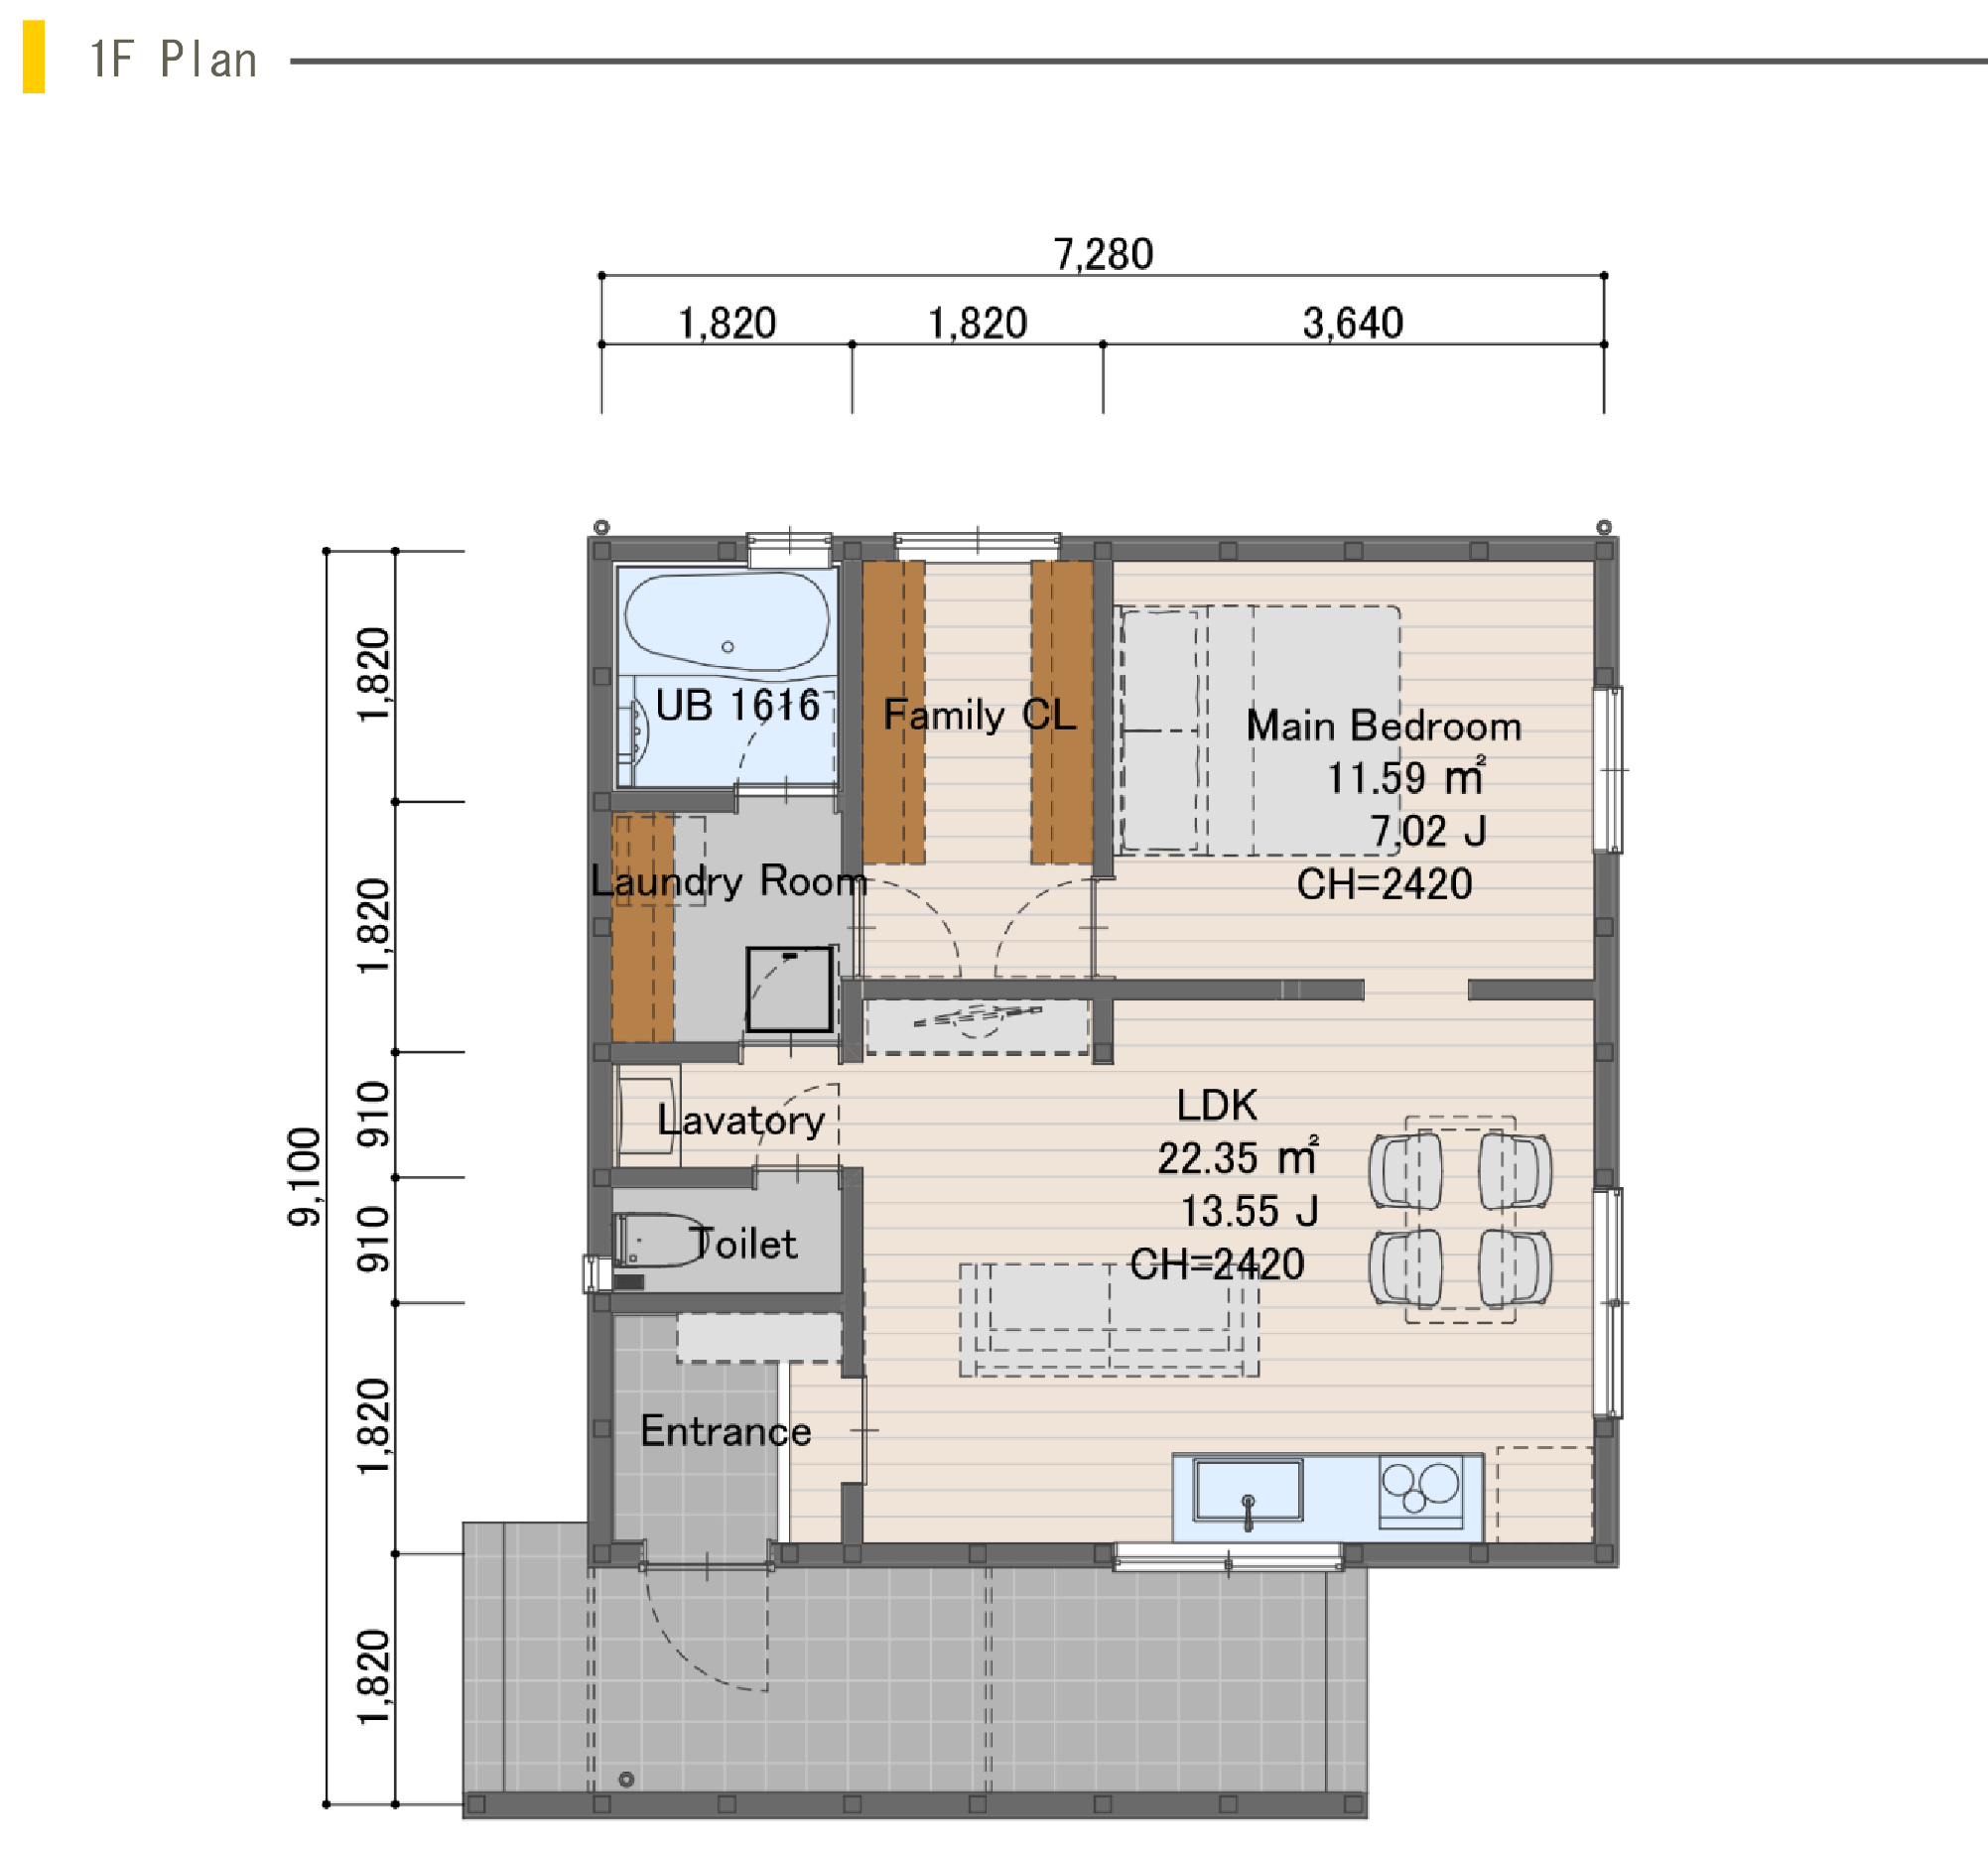 1F Plan
7,280
1,820
1,820
3,640
9,100
1,820
1,820
910
910
1,820
1,820
UB 1616
Family CL
Main Bedroom
11.59 ㎡
7.02 J
CH=2420
Laundry Room
Lavatory
LDK
22.35 ㎡
13.55 J
CH=2420
Toilet
Entrance